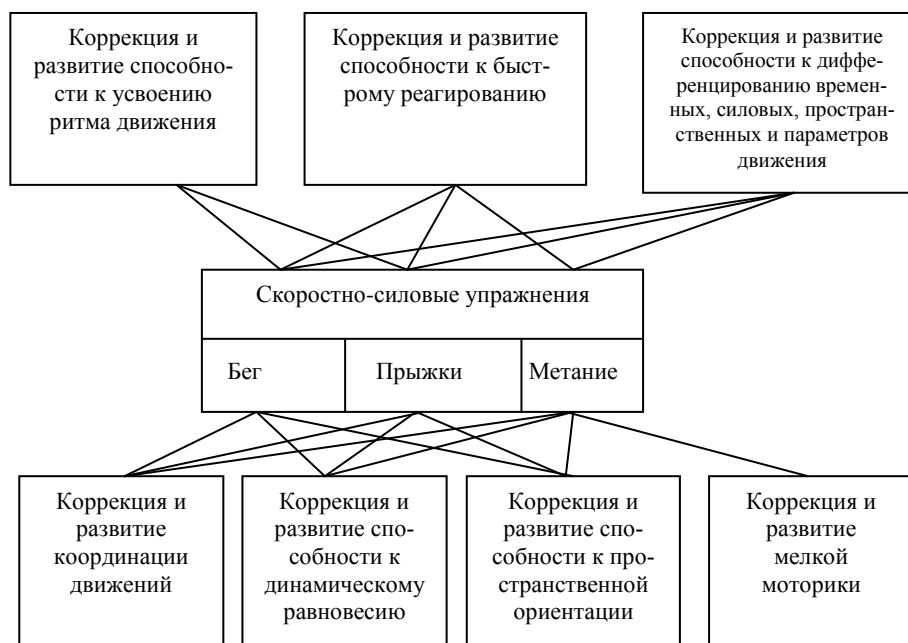 Коррекция и
развитие способно-
сти к усвоению
ритма движения
Коррекция и развитие
способности к быст-
рому реагированию
Коррекция и развитие
способности к диффе-
ренцированию времен-
ных, силовых, простран-
ственных и параметров
движения
Скоростно-силовые упражнения
Бег
Прыжки
Метание
Коррекция и
развитие
координации
движений
Коррекция и
развитие спо-
собности к
динамическому
равновесию
Коррекция и
развитие спо-
собности к про-
странственной
ориентации
Коррекция и
развитие
мелкой
моторики